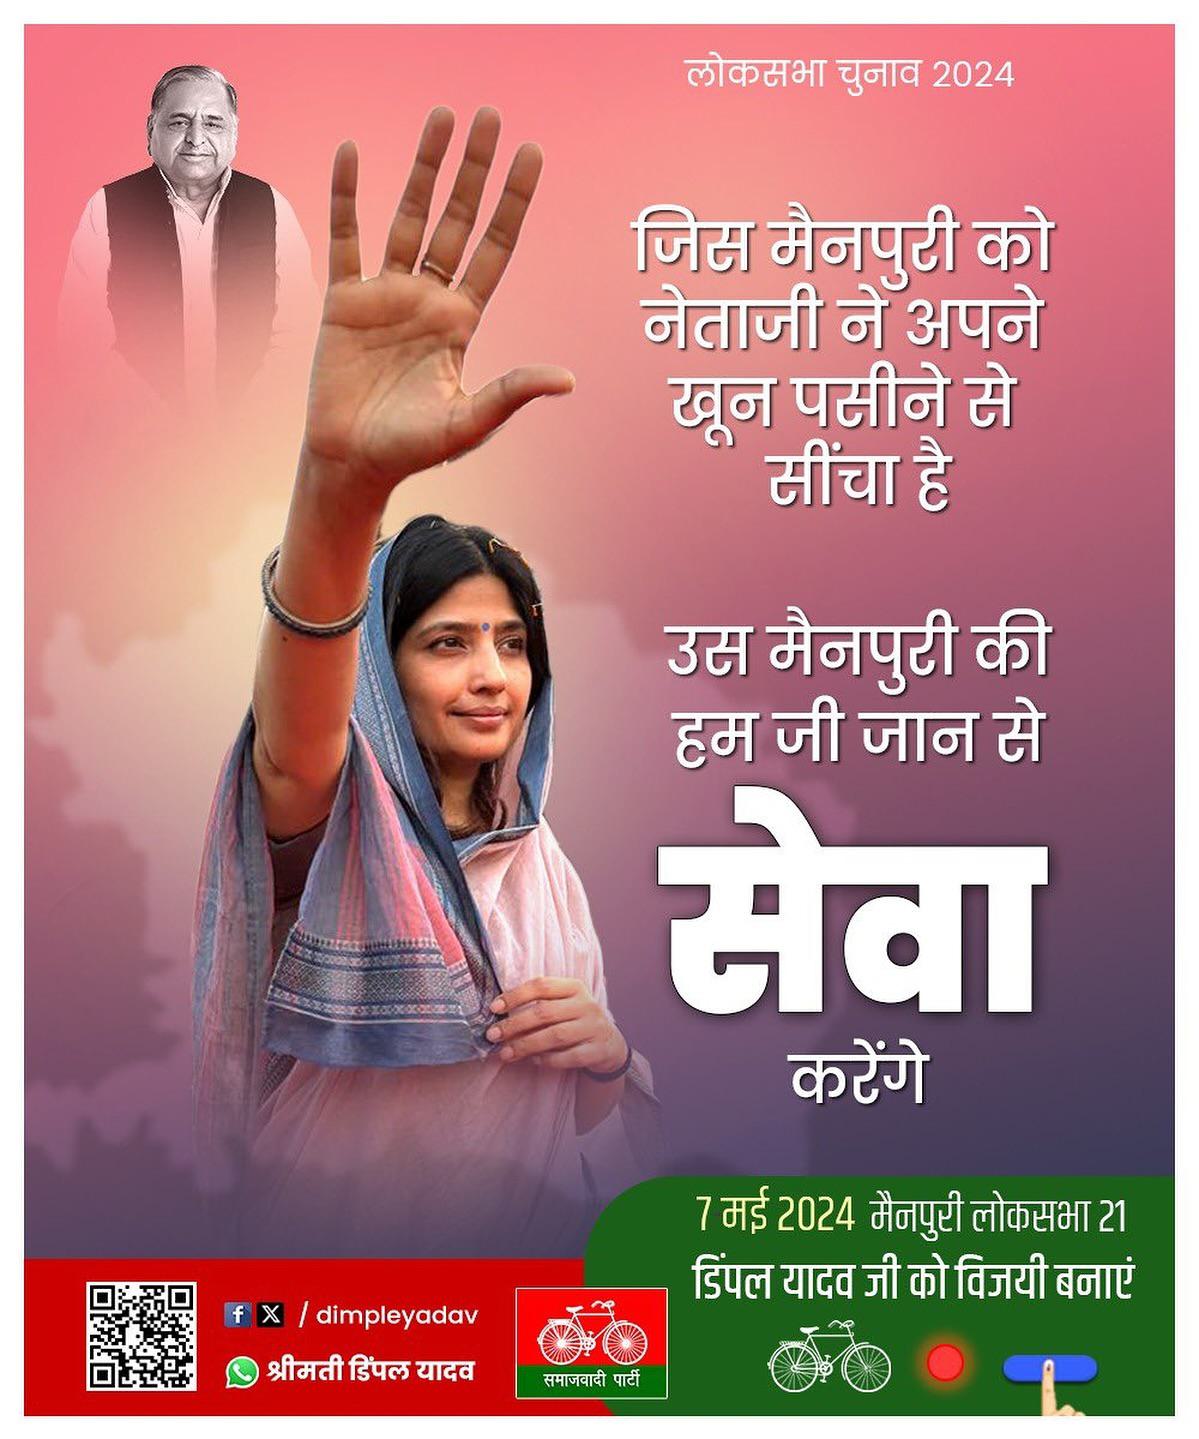 लोकसभा चुनाव 2024
जिस मैनपुरी को
नेताजी ने अपने
खून पसीने से
सींचा है
उस मैनपुरी की
हम जी जान से
सेवा
करेंगे
7 मई 2024 मैनपुरी लोकसभा 21
डिंपल यादव जी को विजयी बनाएं
/ dimpleyadav
श्रीमती डिंपल यादव
समाजवादी पार्टी